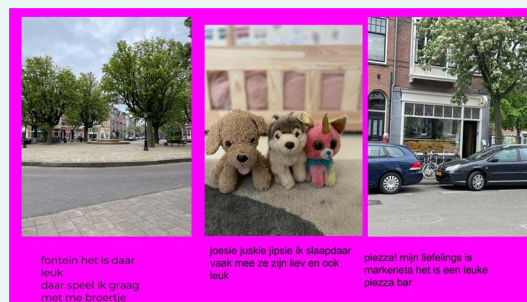 fontein het is daar
leuk
daar speel ik graag
met me broertje
joesie juskie jipsie ik slaapdaar
vaak mee ze zijn liev en ook
leuk
piezza! mijn liefelings is
markerieta het is een leuke
piezza bar